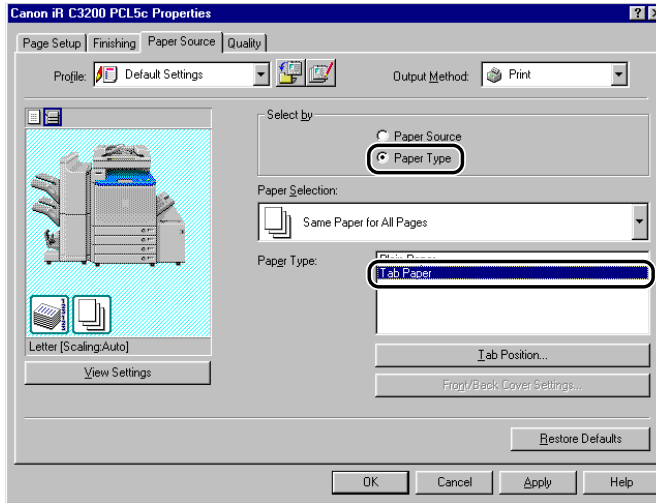 Canon iR C3200 PCL5c Properties
Page Setup Finishing Paper Source Quality
Profile: Default Settings Output Method: Print
Select by
Paper Source
Paper Type
Paper Selection:
Same Paper for All Pages
Paper Type: Plain Paper
Tab Paper
Letter [Scaling:Auto]
Tab Position...
View Settings
Front/Back Cover Settings...
Restore Defaults
OK Cancel Apply Help